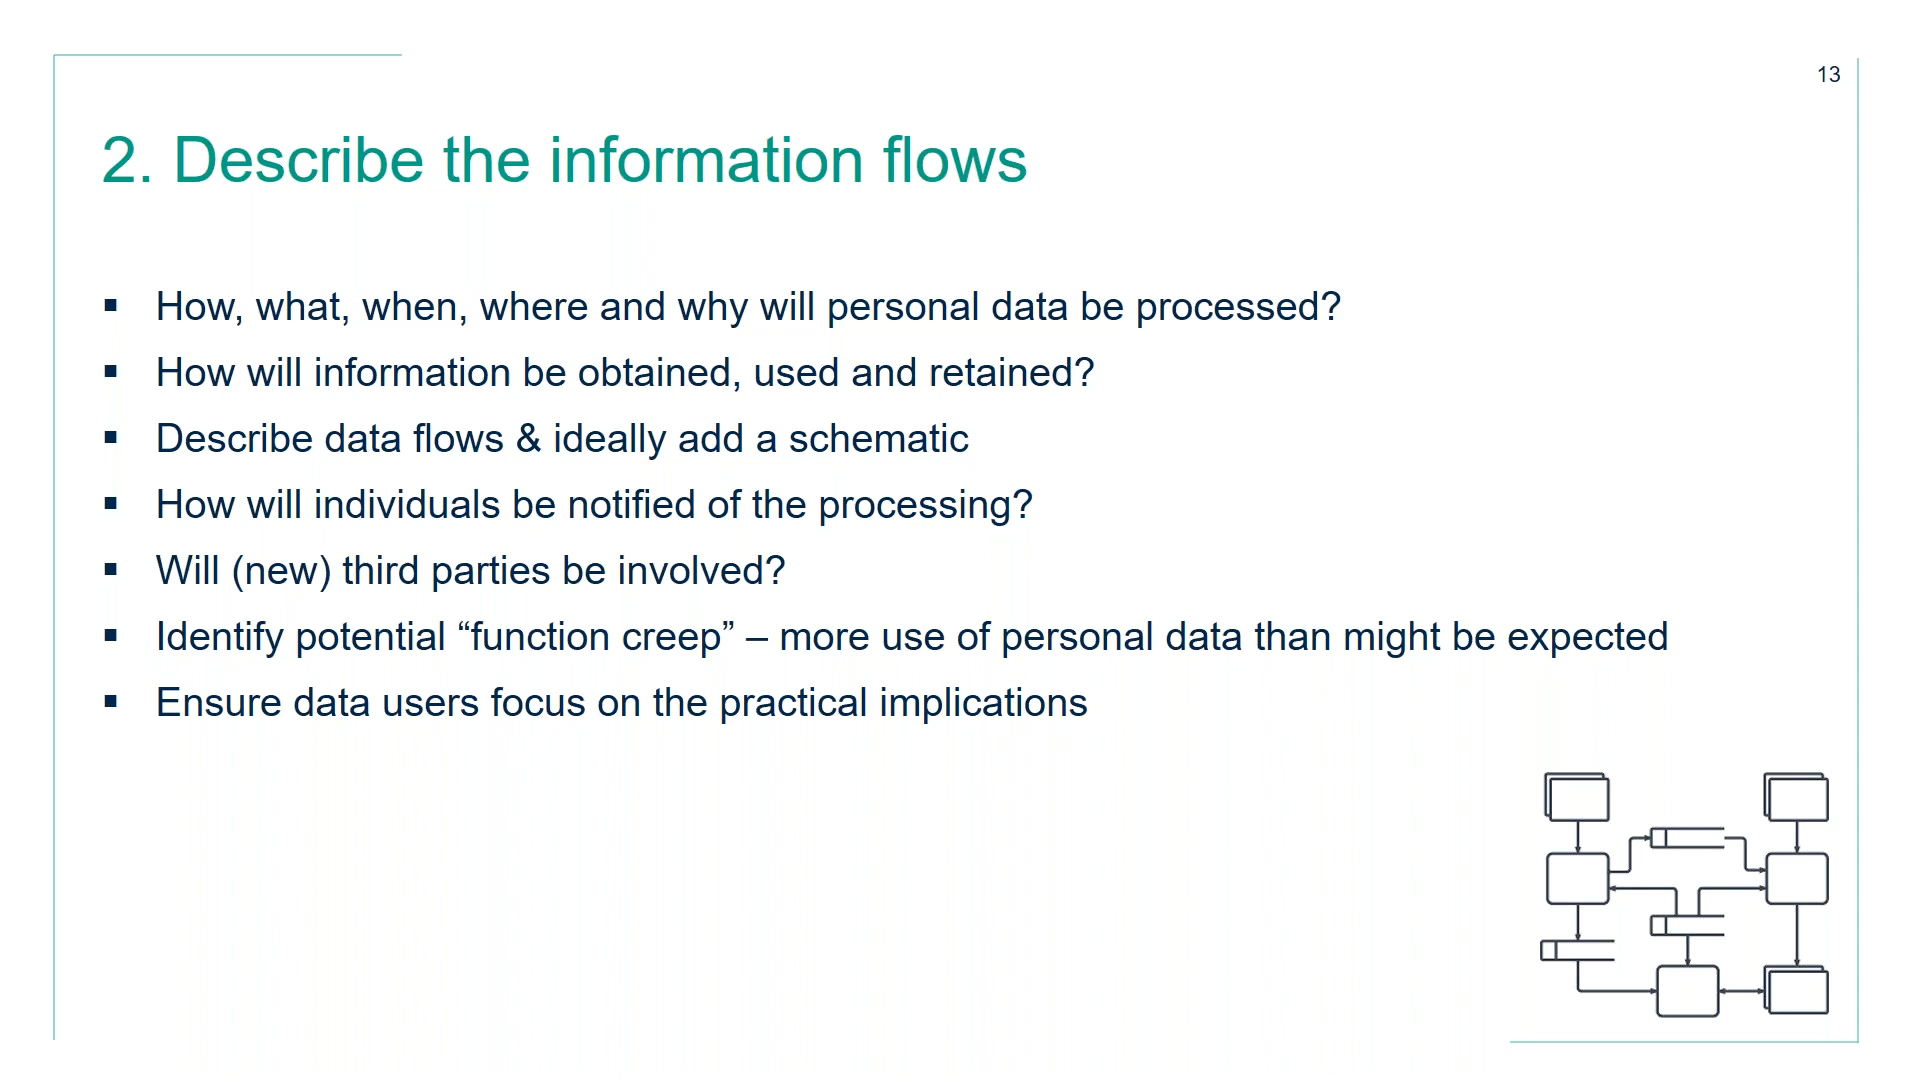 13
2. Describe the information flows
▪ How, what, when, where and why will personal data be processed?
▪ How will information be obtained, used and retained?
▪ Describe data flows & ideally add a schematic
▪ How will individuals be notified of the processing?
▪ Will (new) third parties be involved?
▪ Identify potential “function creep” – more use of personal data than might be expected
▪ Ensure data users focus on the practical implications